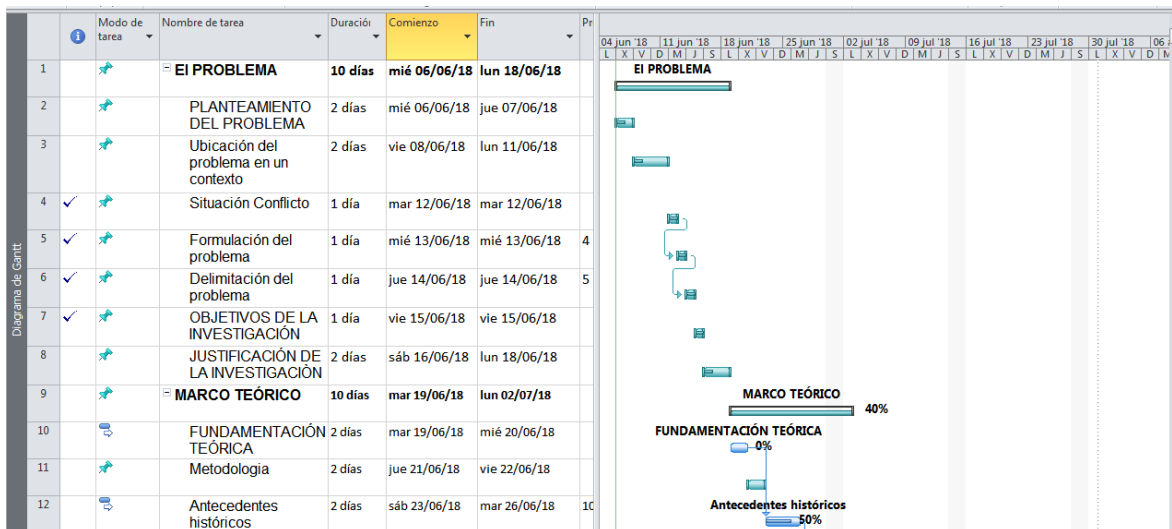 Modo de tarea Nombre de tarea Duración Comienzo Fin Pr
04 jun '18 11 jun '18 18 jun '18 25 jun '18 02 jul '18 09 jul '18 16 jul '18 23 jul '18 30 jul '18 06
L X V D M J S L X V D M J S L X V D M J S L X V D M J S L X V D M
1 El PROBLEMA 10 días mié 06/06/18 lun 18/06/18
El PROBLEMA
2 PLANTEAMIENTO DEL PROBLEMA 2 días mié 06/06/18 jue 07/06/18
3 Ubicación del problema en un contexto 2 días vie 08/06/18 lun 11/06/18
4 Situación Conflicto 1 día mar 12/06/18 mar 12/06/18
5 Formulación del problema 1 día mié 13/06/18 mié 13/06/18 4
6 Delimitación del problema 1 día jue 14/06/18 jue 14/06/18 5
7 OBJETIVOS DE LA INVESTIGACIÓN 1 día vie 15/06/18 vie 15/06/18
8 JUSTIFICACIÓN DE LA INVESTIGACIÓN 2 días sáb 16/06/18 lun 18/06/18
9 MARCO TEÓRICO 10 días mar 19/06/18 lun 02/07/18
MARCO TEÓRICO
40%
10 FUNDAMENTACIÓN TEÓRICA 2 días mar 19/06/18 mié 20/06/18
FUNDAMENTACIÓN TEÓRICA
0%
11 Metodologia 2 días jue 21/06/18 vie 22/06/18
12 Antecedentes históricos 2 días sáb 23/06/18 mar 26/06/18 10
Antecedentes históricos
50%
Diagrama de Gantt